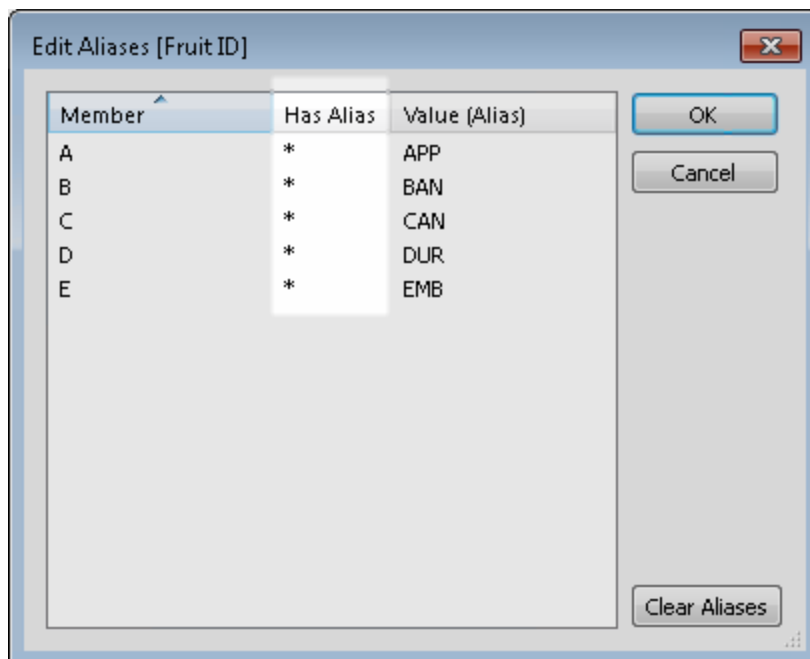 Edit Aliases [Fruit ID]
Member Has Alias Value (Alias)
A * APP
B * BAN
C * CAN
D * DUR
E * EMB
OK
Cancel
Clear Aliases